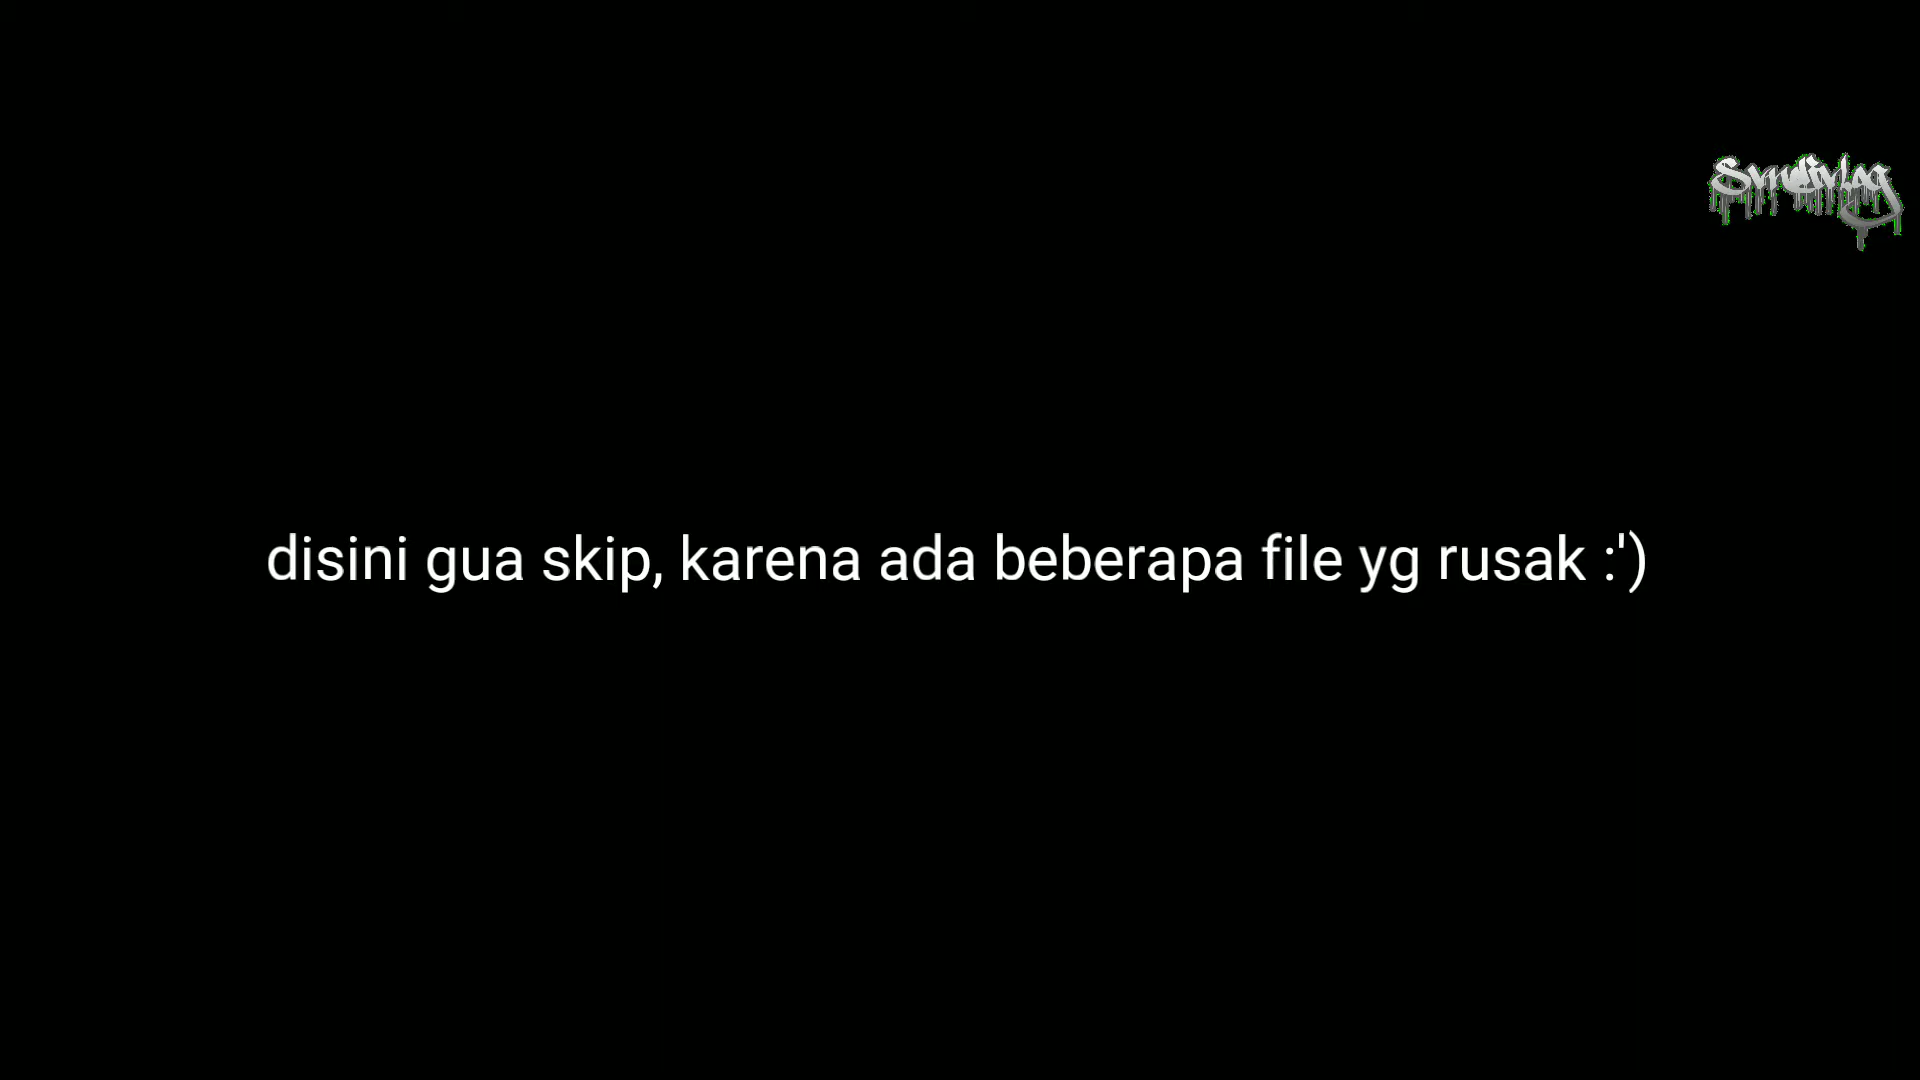 disini gua skip, karena ada beberapa file yg rusak :')